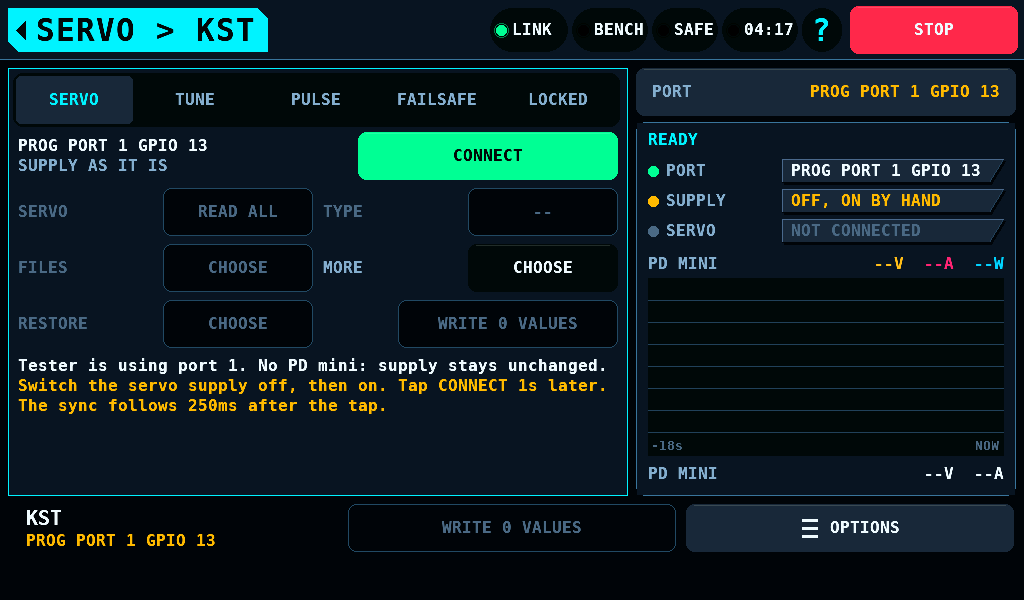 SERVO > KST
LINK
BENCH
SAFE
04:17
?
STOP
SERVO
TUNE
PULSE
FAILSAFE
LOCKED
PROG PORT 1 GPIO 13
SUPPLY AS IT IS
CONNECT
SERVO
READ ALL
TYPE
--
FILES
CHOOSE
MORE
CHOOSE
RESTORE
CHOOSE
WRITE 0 VALUES
Tester is using port 1. No PD mini: supply stays unchanged.
Switch the servo supply off, then on. Tap CONNECT 1s later.
The sync follows 250ms after the tap.
PORT
PROG PORT 1 GPIO 13
READY
PORT
PROG PORT 1 GPIO 13
SUPPLY
OFF, ON BY HAND
SERVO
NOT CONNECTED
PD MINI
--V
--A
--W
-18s
NOW
PD MINI
--V
--A
KST
PROG PORT 1 GPIO 13
WRITE 0 VALUES
OPTIONS